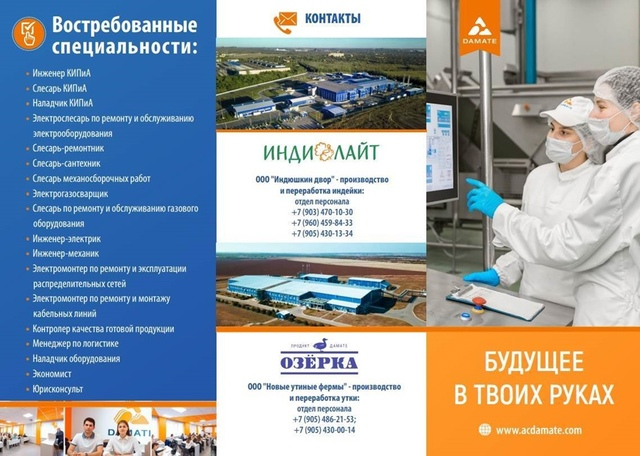 Востребованные
специальности:
• Инженер КИПиА
• Слесарь КИПиА
• Наладчик КИПиА
• Электрослесарь по ремонту и обслуживанию
электрооборудования
• Слесарь-ремонтник
• Слесарь-сантехник
• Слесарь механосборочных работ
• Электрогазосварщик
• Слесарь по ремонту и обслуживанию газового
оборудования
• Инженер-электрик
• Инженер-механик
• Электромонтер по ремонту и эксплуатации
распределительных сетей
• Электромонтер по ремонту и монтажу
кабельных линий
• Контролер качества готовой продукции
• Менеджер по логистике
• Наладчик оборудования
• Экономист
• Юрисконсульт
DAMATE
КОНТАКТЫ
ИНДИЛАЙТ
ООО "Индюшкин двор" - производство
и переработка индейки:
отдел персонала
+7 (903) 470-10-30
+7 (960) 459-84-33
+7 (905) 430-13-34
ПРОДУКТ ДАМАТЕ
ОЗЁРКА
ООО "Новые утиные фермы" - производство
и переработка утки:
отдел персонала
+7 (905) 486-21-53;
+7 (905) 430-00-14
DAMATE
БУДУЩЕЕ
В ТВОИХ РУКАХ
www.acdamate.com